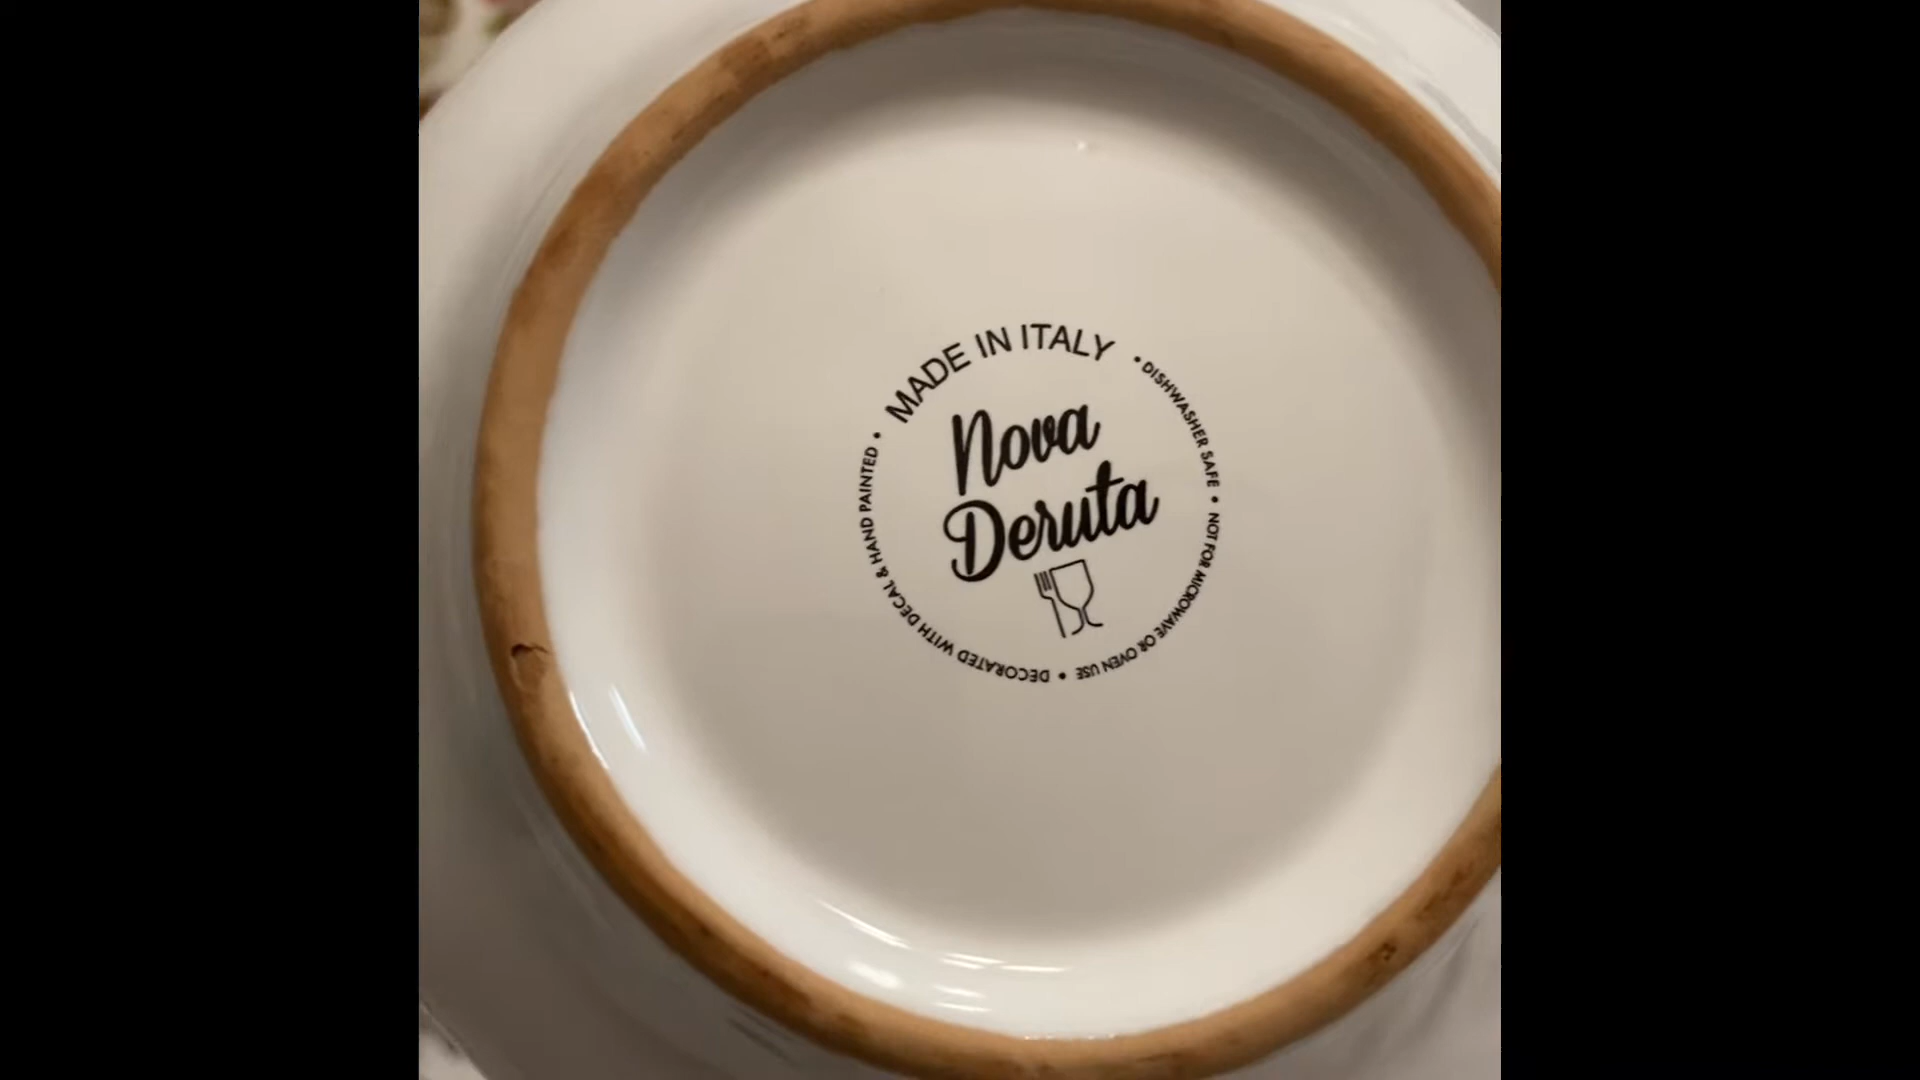 MADE IN ITALY
• DISHWASHER SAFE • NOT FOR MICROWAVE OR OVEN USE • DECORATED WITH DECAL & HAND PAINTED •
Nova
Deruta